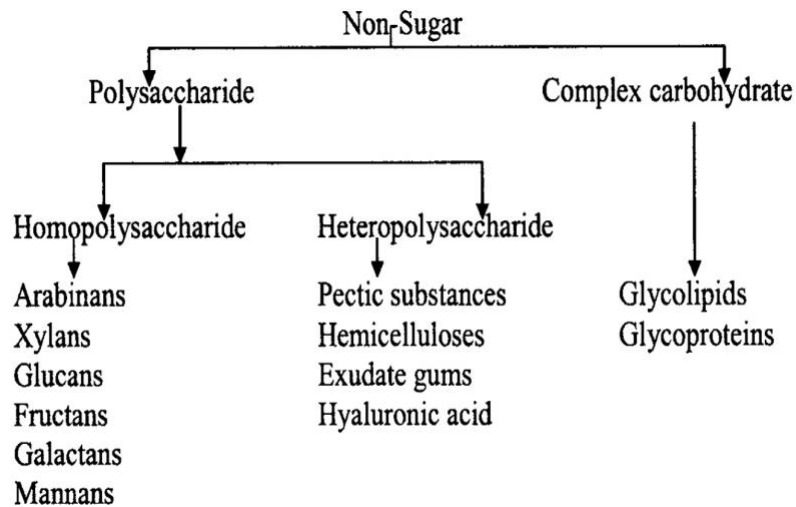 Non-Sugar
Polysaccharide
Complex carbohydrate
Homopolysaccharide
Heteropolysaccharide
Arabinans
Xylans
Glucans
Fructans
Galactans
Mannans
Pectic substances
Hemicelluloses
Exudate gums
Hyaluronic acid
Glycolipids
Glycoproteins